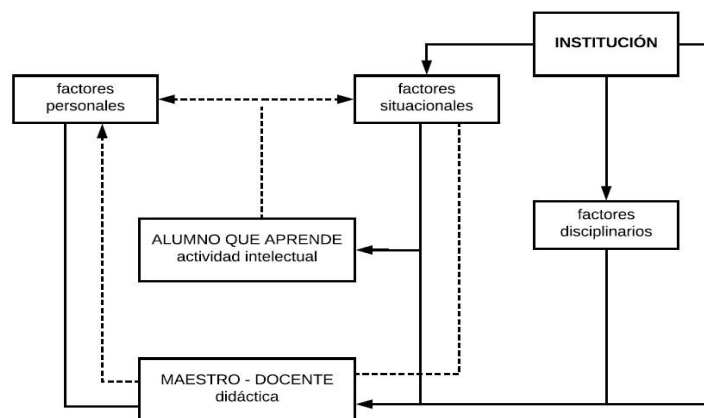 INSTITUCIÓN
factores
personales
factores
situacionales
factores
disciplinarios
ALUMNO QUE APRENDE
actividad intelectual
MAESTRO - DOCENTE
didáctica